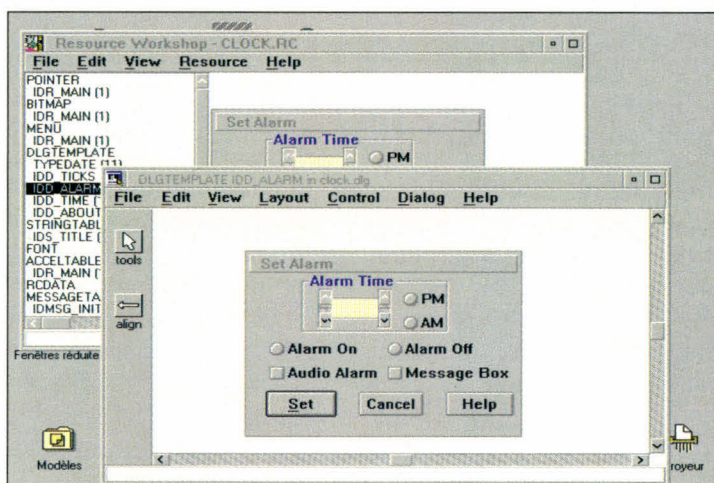 Resource Workshop - CLOCK.RC
File Edit View Resource Help
POINTER
IDR_MAIN (1)
BITMAP
IDR_MAIN (1)
MENU
IDR_MAIN (1)
DLGTEMPLATE
TYPEDATE (11)
IDD_TICKS
IDD_ALARM
IDD_TIME (
IDD_ABOUT
STRINGTABL
IDS_TITLE (
FONT
ACCELTABLE
IDR_MAIN (
RCDATA
MESSAGETA
IDMSG_INIT
Set Alarm
Alarm Time
PM
DLGTEMPLATE IDD_ALARM in clock.dlg
File Edit View Layout Control Dialog Help
tools
align
Set Alarm
Alarm Time
PM
AM
Alarm On Alarm Off
Audio Alarm Message Box
Set Cancel Help
Fenêtres réduite
Modèles
royeur